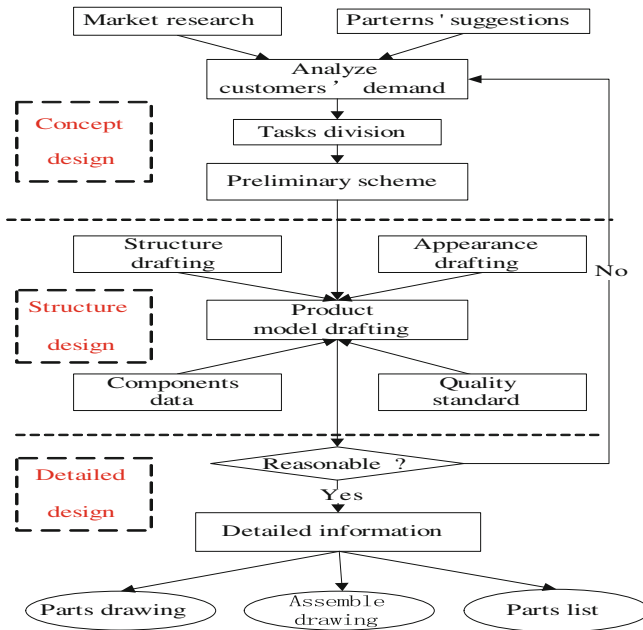 Market research
Parterns' suggestions
Analyze
customers' demand
Concept
design
Tasks division
Preliminary scheme
Structure
drafting
Appearance
drafting
No
Structure
design
Product
model drafting
Components
data
Quality
standard
Detailed
design
Reasonable ?
Yes
Detailed information
Parts drawing
Assemble
drawing
Parts list